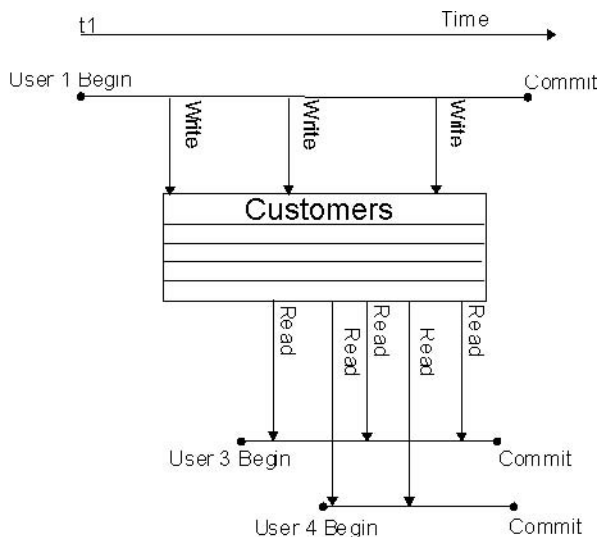 t1
Time
User 1 Begin
Commit
Write
Write
Write
Customers
Read
Read
Read
Read
Read
User 3 Begin
Commit
User 4 Begin
Commit